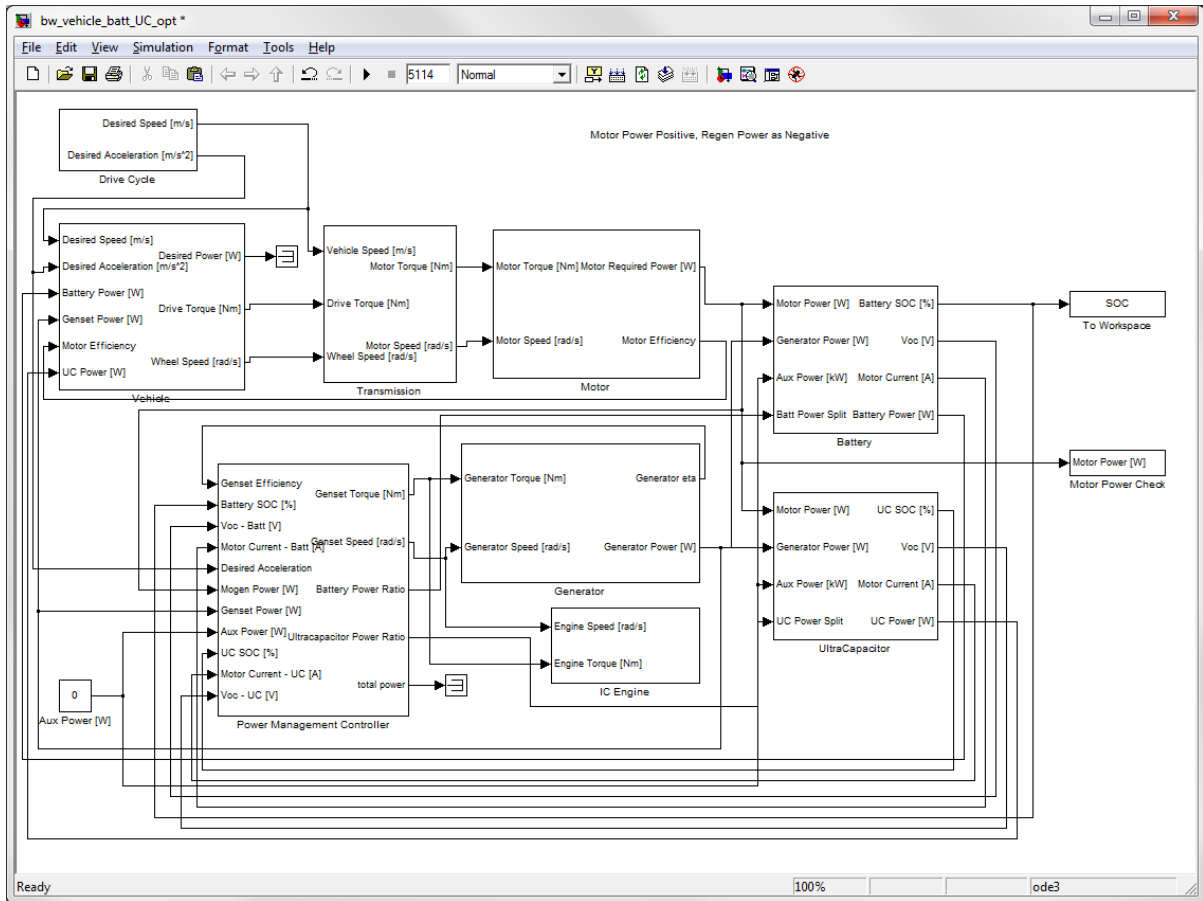 bw_vehicle_batt_UC_opt *
File Edit View Simulation Format Tools Help
5114 Normal
Motor Power Positive, Regen Power as Negative
Desired Speed [m/s]
Desired Acceleration [m/s^2]
Drive Cycle
Desired Speed [m/s]
Desired Acceleration [m/s^2]
Battery Power [W]
Genset Power [W]
Motor Efficiency
UC Power [W]
Desired Power [W]
Drive Torque [Nm]
Wheel Speed [rad/s]
Vehicle
Vehicle Speed [m/s]
Drive Torque [Nm]
Wheel Speed [rad/s]
Motor Torque [Nm]
Motor Speed [rad/s]
Transmission
Motor Torque [Nm]
Motor Speed [rad/s]
Motor Required Power [W]
Motor Efficiency
Motor
Motor Power [W]
Generator Power [W]
Aux Power [kW]
Batt Power Split
Battery SOC [%]
Voc [V]
Motor Current [A]
Battery Power [W]
Battery
SOC
To Workspace
Motor Power [W]
Motor Power Check
Genset Efficiency
Battery SOC [%]
Voc - Batt [V]
Motor Current - Batt [A]
Desired Acceleration
Mogen Power [W]
Genset Power [W]
Aux Power [W]
UC SOC [%]
Motor Current - UC [A]
Voc - UC [V]
Genset Torque [Nm]
Genset Speed [rad/s]
Battery Power Ratio
Ultracapacitor Power Ratio
total power
Power Management Controller
Generator Torque [Nm]
Generator Speed [rad/s]
Generator eta
Generator Power [W]
Generator
Engine Speed [rad/s]
Engine Torque [Nm]
IC Engine
Motor Power [W]
Generator Power [W]
Aux Power [kW]
UC Power Split
UC SOC [%]
Voc [V]
Motor Current [A]
UC Power [W]
UltraCapacitor
0
Aux Power [W]
Ready 100% ode3